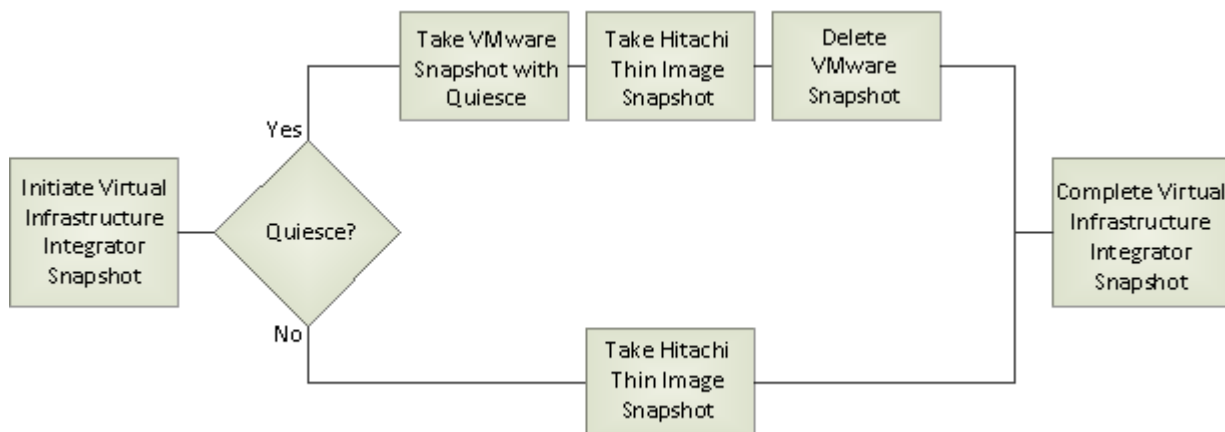 Take VMware
Snapshot with
Quiesce
Take Hitachi
Thin Image
Snapshot
Delete
VMware
Snapshot
Yes
Initiate Virtual
Infrastructure
Integrator
Snapshot
Quiesce?
Complete Virtual
Infrastructure
Integrator
Snapshot
No
Take Hitachi
Thin Image
Snapshot